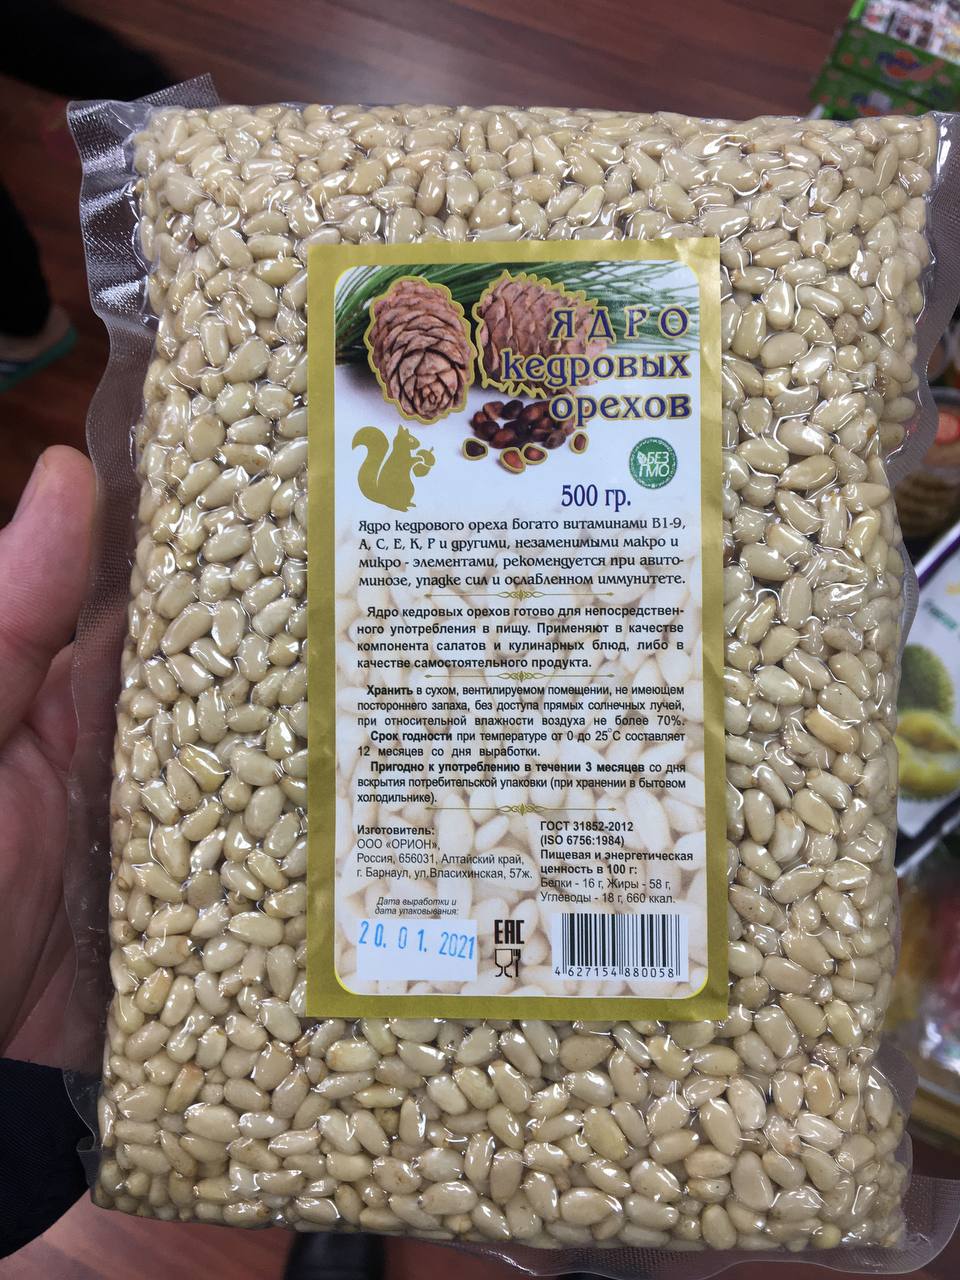 ЯДРО
кедровых
орехов
БЕЗ
ГМО
500 гр.
Ядро кедрового ореха богато витаминами B1-9,
А, С, Е, К, Р и другими, незаменимыми макро и
микро - элементами, рекомендуется при авито-
минозе, упадке сил и ослабленном иммунитете.
Ядро кедровых орехов готово для непосредствен-
ного употребления в пищу. Применяют в качестве
компонента салатов и кулинарных блюд, либо в
качестве самостоятельного продукта.
Хранить в сухом, вентилируемом помещении, не имеющем
постороннего запаха, без доступа прямых солнечных лучей,
при относительной влажности воздуха не более 70%.
Срок годности при температуре от 0 до 25°С составляет
12 месяцев со дня выработки.
Пригодно к употреблению в течении 3 месяцев со дня
вскрытия потребительской упаковки (при хранении в бытовом
холодильнике).
Изготовитель:
ООО «ОРИОН»,
Россия, 656031, Алтайский край,
г. Барнаул, ул,Власихинская, 57ж.
Дата выработки и
дата упаковывания:
20. 01. 2021
ГОСТ 31852-2012
(ISO 6756:1984)
Пищевая и энергетическая
ценность в 100 г:
Белки - 16 г, Жиры - 58 г,
Углеводы - 18 г, 660 ккал.
EAC
4 627154 880058